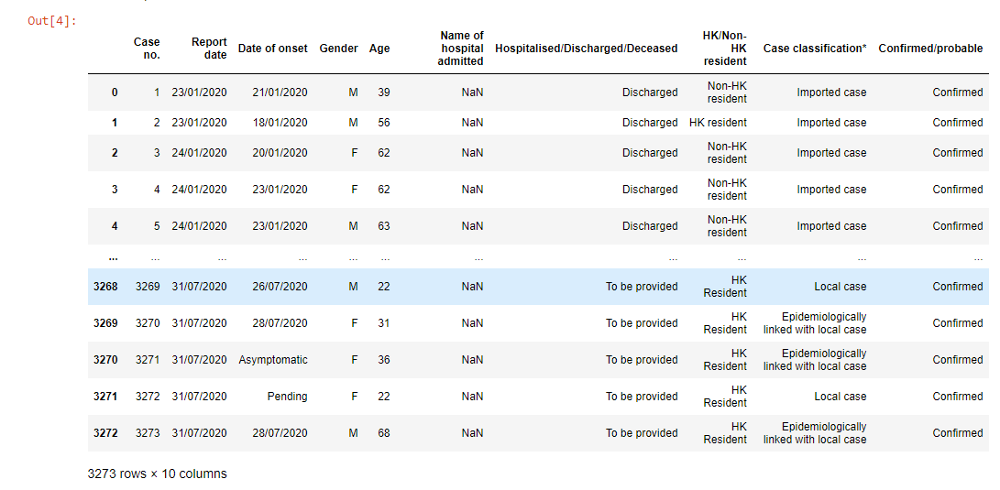 Out[4]:
Case no. Report date Date of onset Gender Age Name of hospital admitted Hospitalised/Discharged/Deceased HK/Non-HK resident Case classification* Confirmed/probable
0 1 23/01/2020 21/01/2020 M 39 NaN Discharged Non-HK resident Imported case Confirmed
1 2 23/01/2020 18/01/2020 M 56 NaN Discharged HK resident Imported case Confirmed
2 3 24/01/2020 20/01/2020 F 62 NaN Discharged Non-HK resident Imported case Confirmed
3 4 24/01/2020 23/01/2020 F 62 NaN Discharged Non-HK resident Imported case Confirmed
4 5 24/01/2020 23/01/2020 M 63 NaN Discharged Non-HK resident Imported case Confirmed
... ... ... ... ... ... ... ... ... ... ...
3268 3269 31/07/2020 26/07/2020 M 22 NaN To be provided HK Resident Local case Confirmed
3269 3270 31/07/2020 28/07/2020 F 31 NaN To be provided HK Resident Epidemiologically linked with local case Confirmed
3270 3271 31/07/2020 Asymptomatic F 36 NaN To be provided HK Resident Epidemiologically linked with local case Confirmed
3271 3272 31/07/2020 Pending F 22 NaN To be provided HK Resident Local case Confirmed
3272 3273 31/07/2020 28/07/2020 M 68 NaN To be provided HK Resident Epidemiologically linked with local case Confirmed
3273 rows × 10 columns